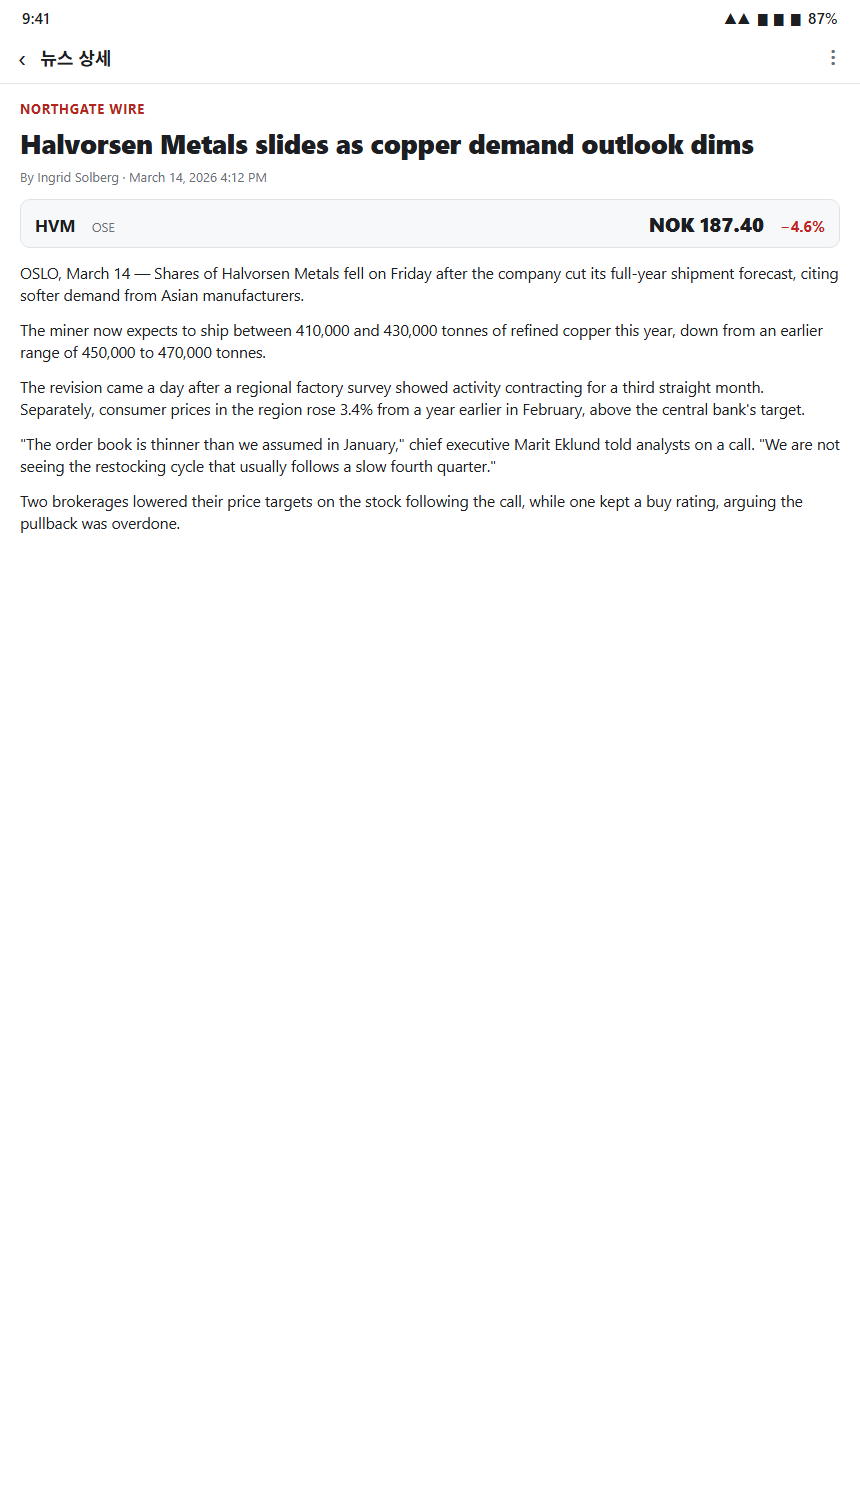 9:41
87%
‹ 뉴스 상세
NORTHGATE WIRE
Halvorsen Metals slides as copper demand outlook dims
By Ingrid Solberg · March 14, 2026 4:12 PM
HVM OSE NOK 187.40 −4.6%
OSLO, March 14 — Shares of Halvorsen Metals fell on Friday after the company cut its full-year shipment forecast, citing
softer demand from Asian manufacturers.
The miner now expects to ship between 410,000 and 430,000 tonnes of refined copper this year, down from an earlier
range of 450,000 to 470,000 tonnes.
The revision came a day after a regional factory survey showed activity contracting for a third straight month.
Separately, consumer prices in the region rose 3.4% from a year earlier in February, above the central bank's target.
"The order book is thinner than we assumed in January," chief executive Marit Eklund told analysts on a call. "We are not
seeing the restocking cycle that usually follows a slow fourth quarter."
Two brokerages lowered their price targets on the stock following the call, while one kept a buy rating, arguing the
pullback was overdone.